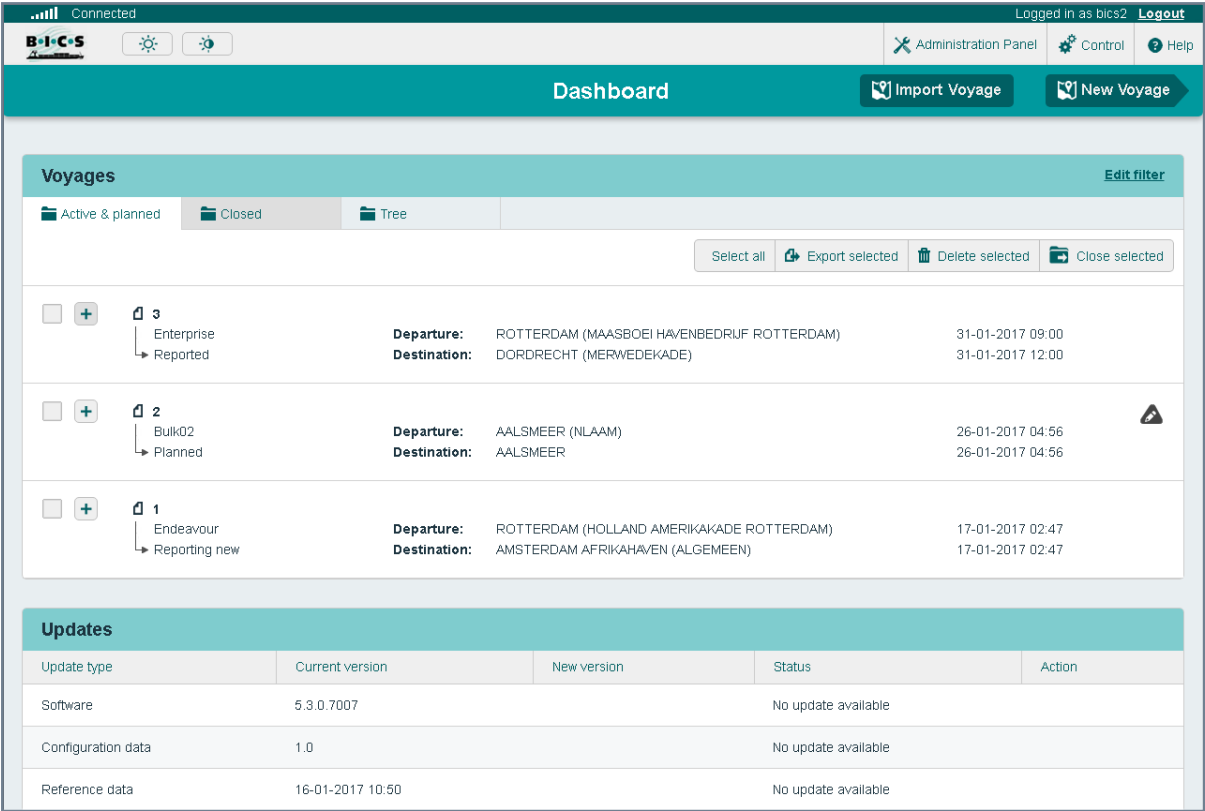 Connected Logged in as bics2 Logout
B·I·C·S Administration Panel Control Help
Dashboard Import Voyage New Voyage
Voyages Edit filter
Active & planned Closed Tree
Select all Export selected Delete selected Close selected
3
Enterprise Departure: ROTTERDAM (MAASBOEI HAVENBEDRIJF ROTTERDAM) 31-01-2017 09:00
Reported Destination: DORDRECHT (MERWEDEKADE) 31-01-2017 12:00
2
Bulk02 Departure: AALSMEER (NLAAM) 26-01-2017 04:56
Planned Destination: AALSMEER 26-01-2017 04:56
1
Endeavour Departure: ROTTERDAM (HOLLAND AMERIKAKADE ROTTERDAM) 17-01-2017 02:47
Reporting new Destination: AMSTERDAM AFRIKAHAVEN (ALGEMEEN) 17-01-2017 02:47
Updates
Update type Current version New version Status Action
Software 5.3.0.7007 No update available
Configuration data 1.0 No update available
Reference data 16-01-2017 10:50 No update available